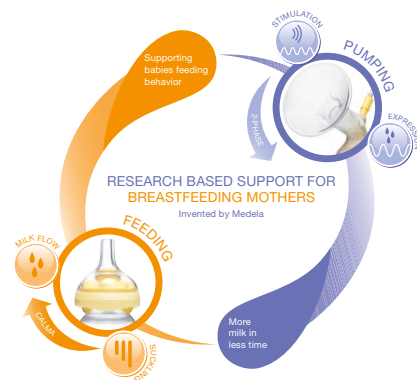 STIMULATION
PUMPING
Supporting
babies feeding
behavior
2-PHASE
EXPRESSION
RESEARCH BASED SUPPORT FOR
BREASTFEEDING MOTHERS
Invented by Medela
FEEDING
MILK FLOW
CALMA
SUCKLING
More
milk in
less time